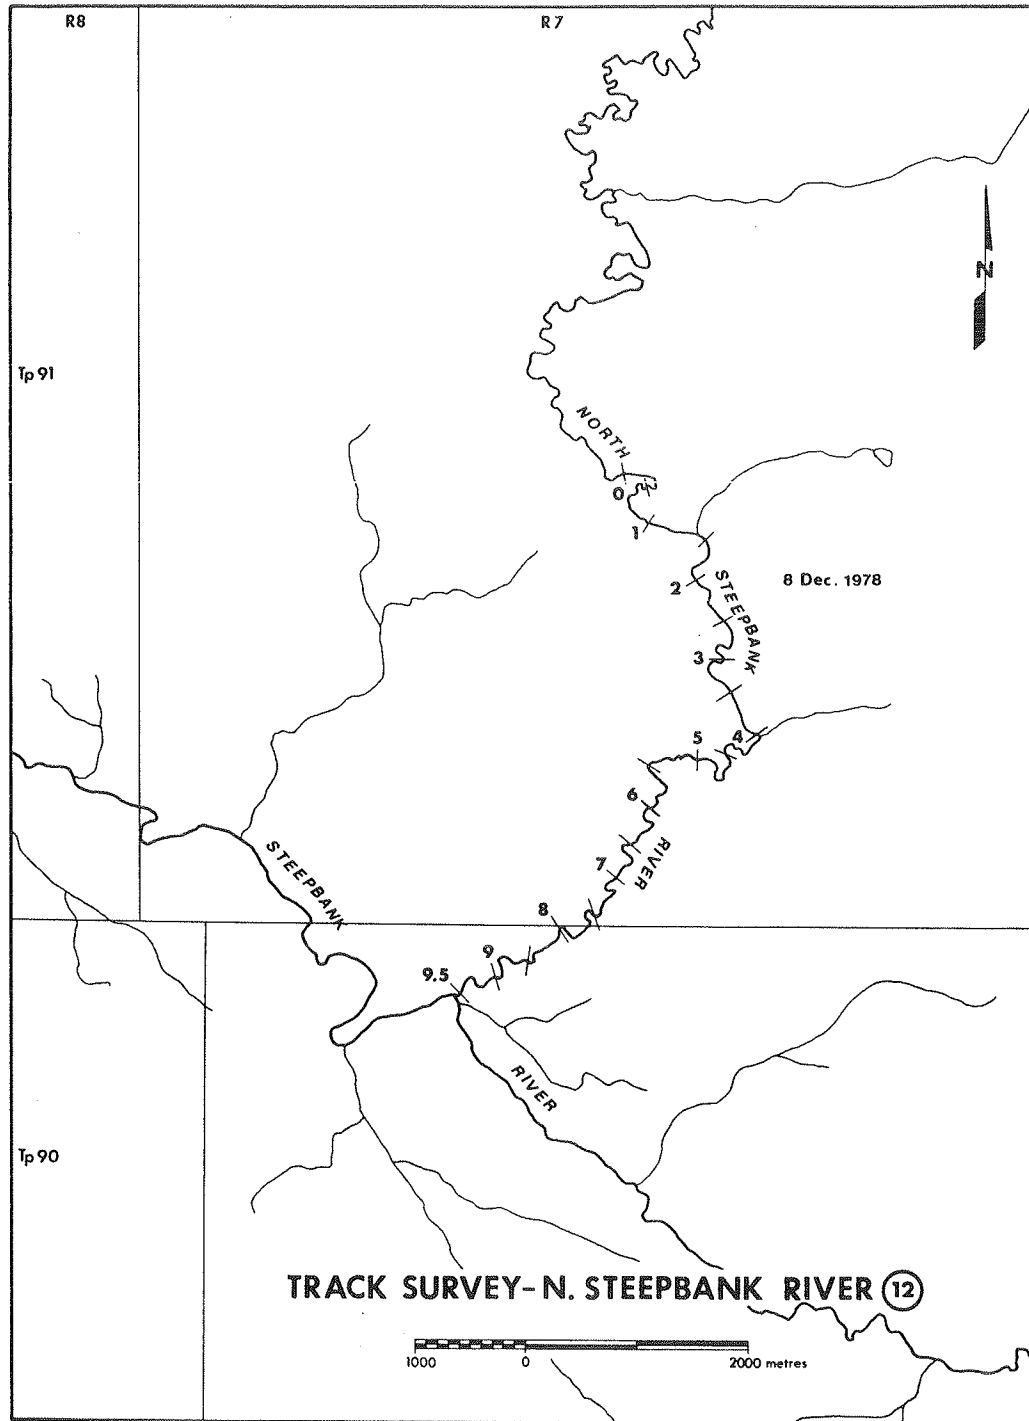 R8
R7
N
Tp 91
NORTH
0
1
8 Dec. 1978
2
STEEPBANK
3
4
5
6
RIVER
7
STEEPBANK
8
9
9.5
RIVER
Tp 90
TRACK SURVEY-N. STEEPBANK RIVER 12
1000 0 2000 metres